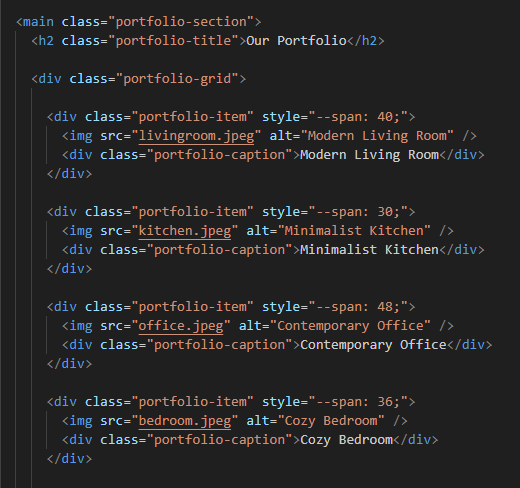 <main class="portfolio-section">
<h2 class="portfolio-title">Our Portfolio</h2>
<div class="portfolio-grid">
<div class="portfolio-item" style="--span: 40;">
<img src="livingroom.jpeg" alt="Modern Living Room" />
<div class="portfolio-caption">Modern Living Room</div>
</div>
<div class="portfolio-item" style="--span: 30;">
<img src="kitchen.jpeg" alt="Minimalist Kitchen" />
<div class="portfolio-caption">Minimalist Kitchen</div>
</div>
<div class="portfolio-item" style="--span: 48;">
<img src="office.jpeg" alt="Contemporary Office" />
<div class="portfolio-caption">Contemporary Office</div>
</div>
<div class="portfolio-item" style="--span: 36;">
<img src="bedroom.jpeg" alt="Cozy Bedroom" />
<div class="portfolio-caption">Cozy Bedroom</div>
</div>